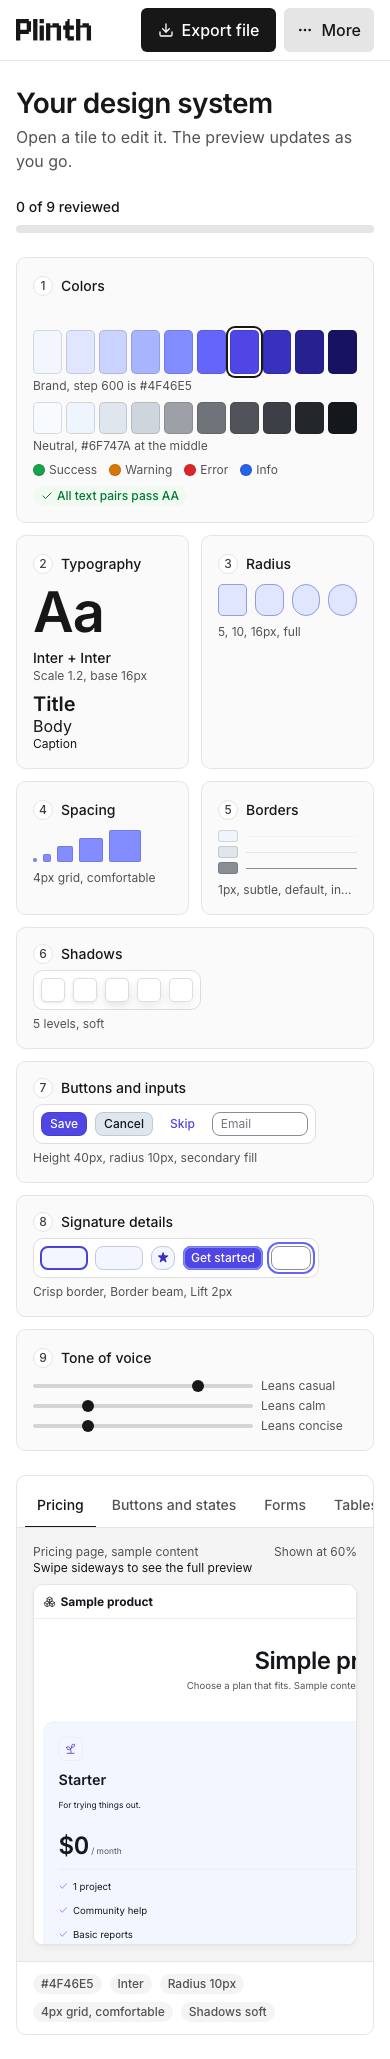 Plinth
Export file
More
Your design system
Open a tile to edit it. The preview updates as
you go.
0 of 9 reviewed
1 Colors
Brand, step 600 is #4F46E5
Neutral, #6F747A at the middle
Success Warning Error Info
All text pairs pass AA
2 Typography
Aa
Inter + Inter
Scale 1.2, base 16px
Title
Body
Caption
3 Radius
5, 10, 16px, full
4 Spacing
4px grid, comfortable
5 Borders
1px, subtle, default, in...
6 Shadows
5 levels, soft
7 Buttons and inputs
Save Cancel Skip Email
Height 40px, radius 10px, secondary fill
8 Signature details
Get started
Crisp border, Border beam, Lift 2px
9 Tone of voice
Leans casual
Leans calm
Leans concise
Pricing Buttons and states Forms Tables
Pricing page, sample content Shown at 60%
Swipe sideways to see the full preview
Sample product
Simple pr
Choose a plan that fits. Sample conte
Starter
For trying things out.
$0 / month
1 project
Community help
Basic reports
#4F46E5 Inter Radius 10px
4px grid, comfortable Shadows soft